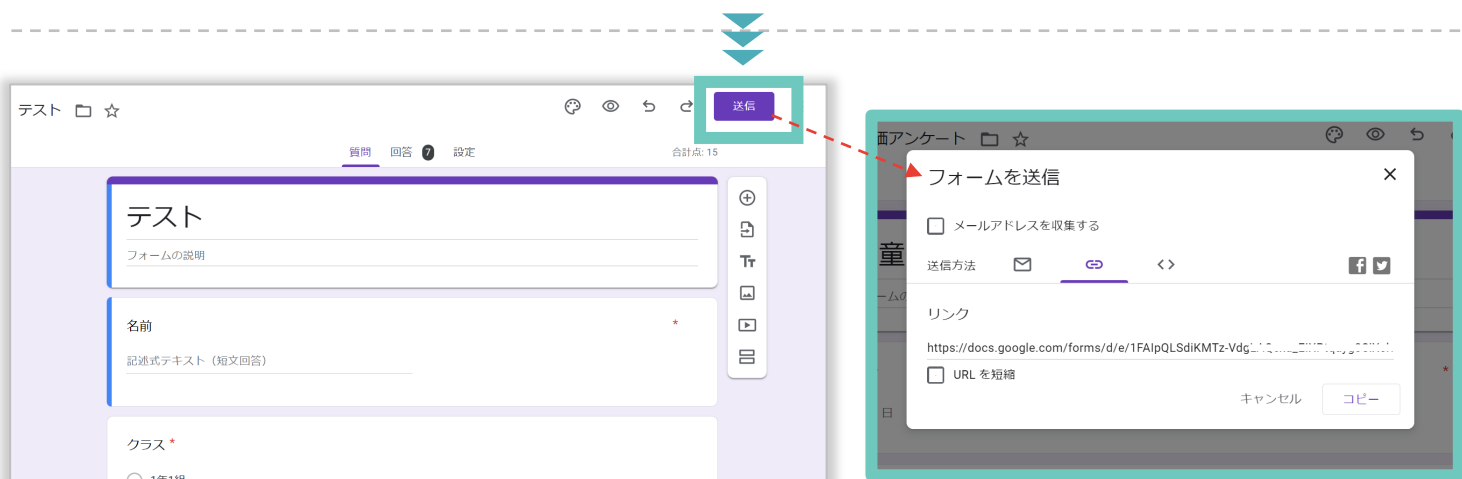 テスト
送信
質問 回答 7 設定
合計点: 15
テスト
フォームの説明
名前 *
記述式テキスト（短文回答）
クラス *
1年1組
価アンケート
童
フォームを送信
メールアドレスを収集する
送信方法
リンク
https://docs.google.com/forms/d/e/1FAIpQLSdiKMTz-Vdg
URL を短縮
*
日
キャンセル コピー